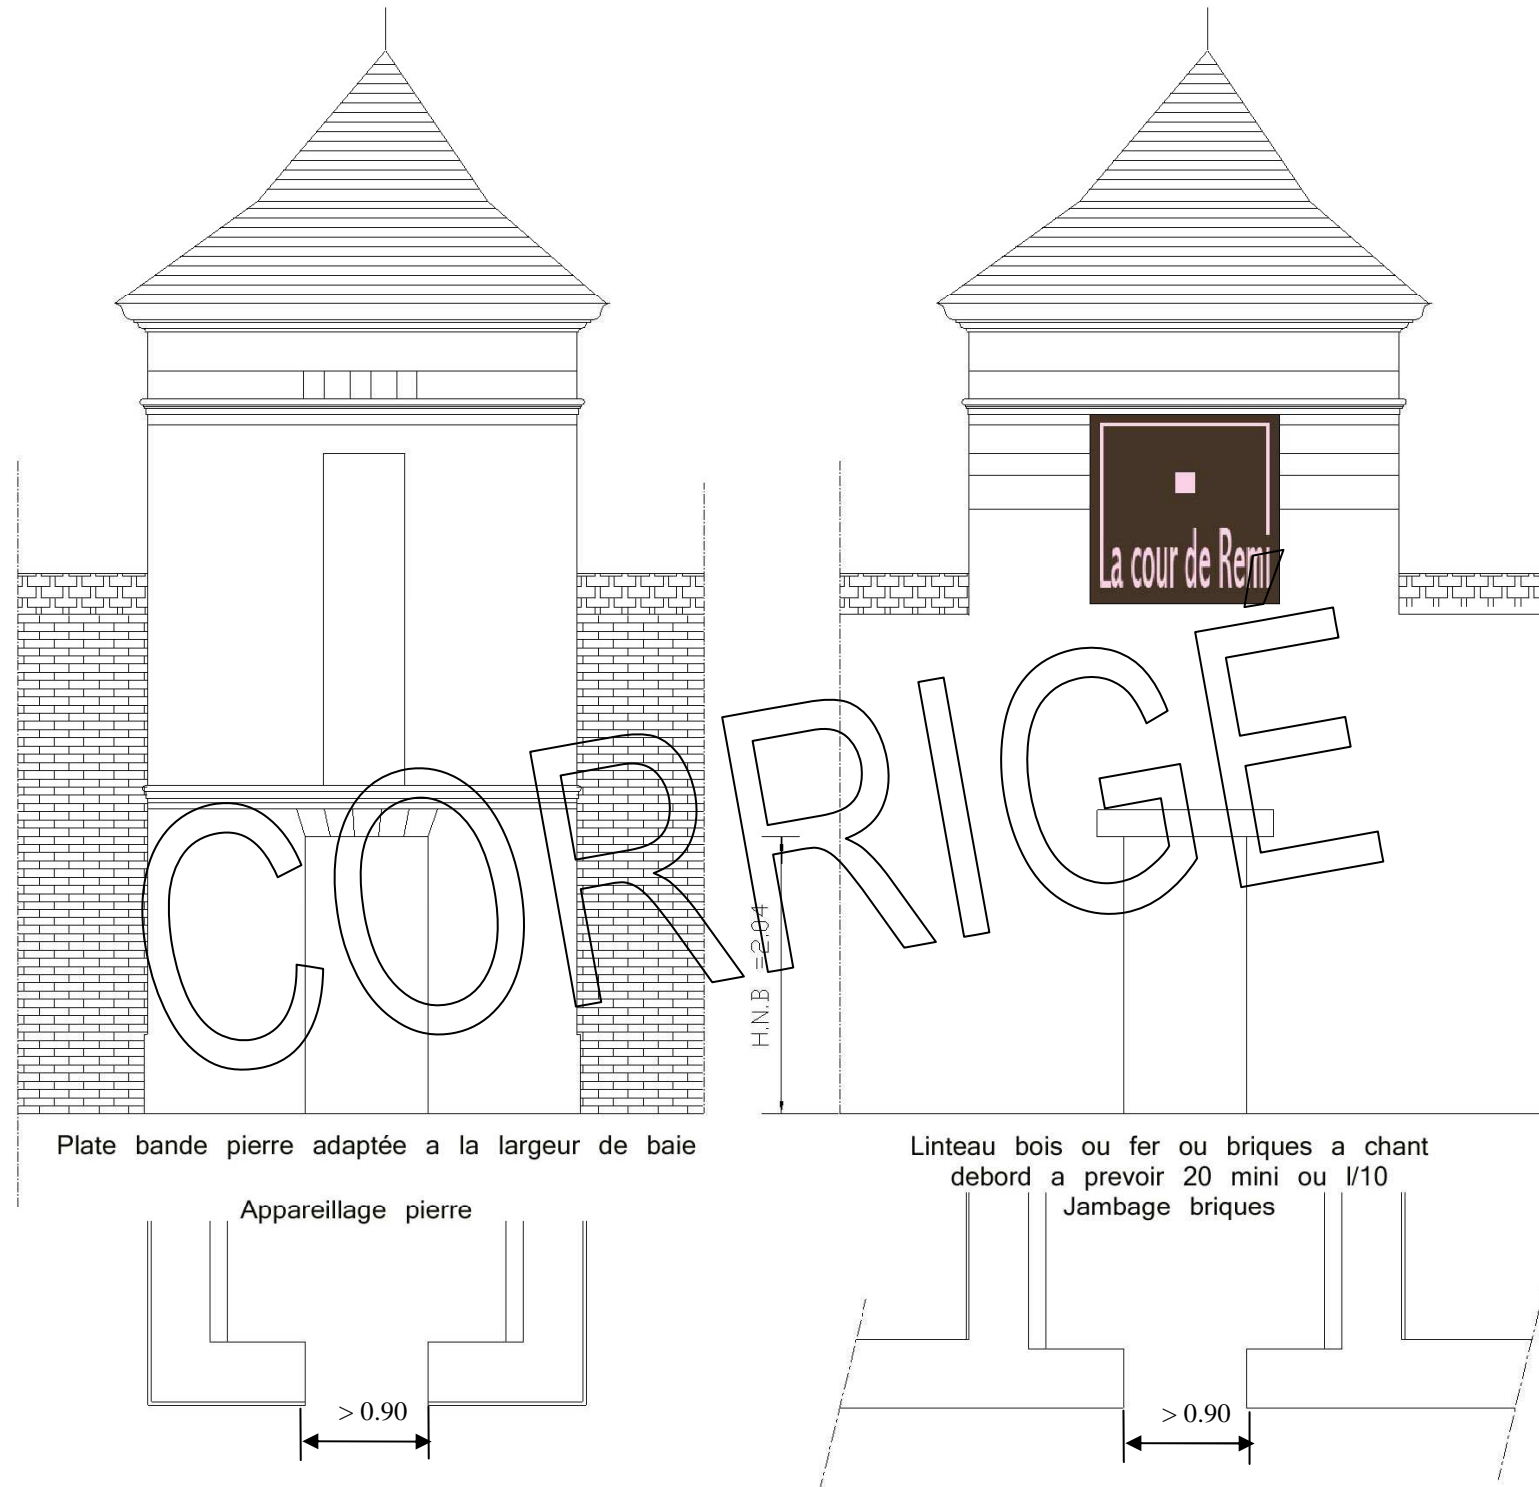 La cour de Remi
CORRIGÉ
H.N.B =2.04
Plate bande pierre adaptée a la largeur de baie
Appareillage pierre
Linteau bois ou fer ou briques a chant
debord a prevoir 20 mini ou l/10
Jambage briques
> 0.90
> 0.90